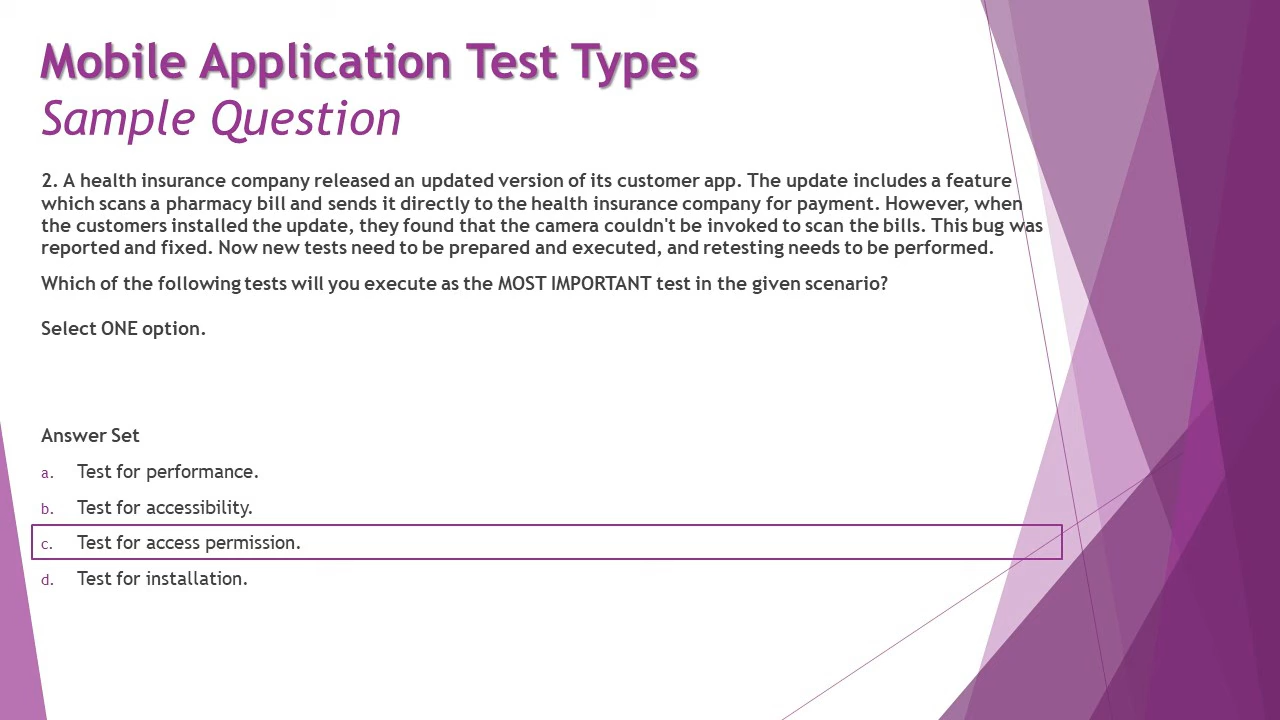 Mobile Application Test Types
Sample Question
2. A health insurance company released an updated version of its customer app. The update includes a feature
which scans a pharmacy bill and sends it directly to the health insurance company for payment. However, when
the customers installed the update, they found that the camera couldn't be invoked to scan the bills. This bug was
reported and fixed. Now new tests need to be prepared and executed, and retesting needs to be performed.
Which of the following tests will you execute as the MOST IMPORTANT test in the given scenario?
Select ONE option.
Answer Set
a. Test for performance.
b. Test for accessibility.
c. Test for access permission.
d. Test for installation.